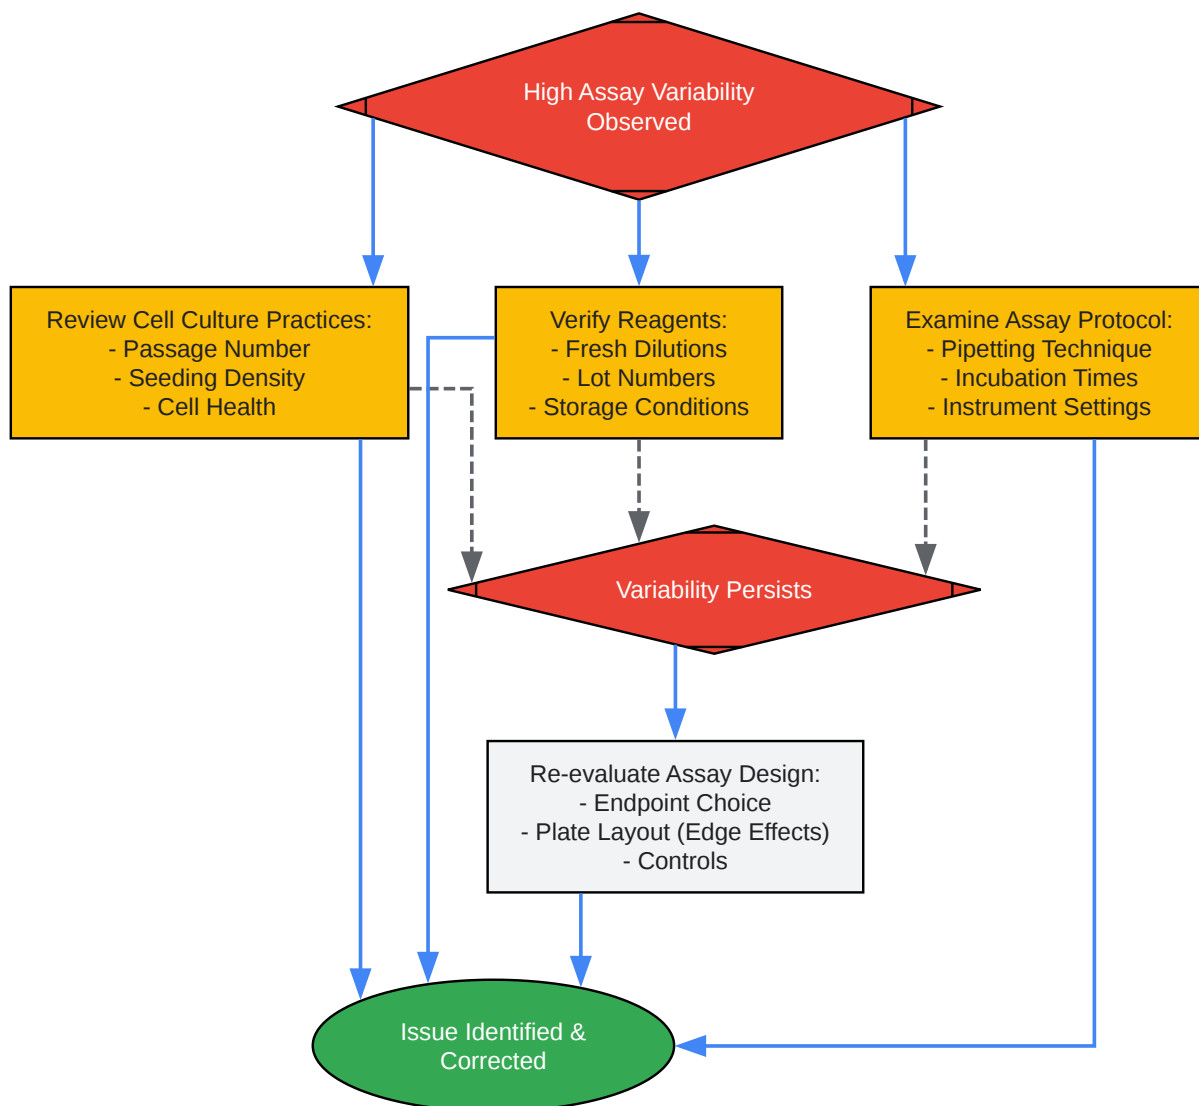 High Assay Variability
Observed
Review Cell Culture Practices:
- Passage Number
- Seeding Density
- Cell Health
Verify Reagents:
- Fresh Dilutions
- Lot Numbers
- Storage Conditions
Examine Assay Protocol:
- Pipetting Technique
- Incubation Times
- Instrument Settings
Variability Persists
Re-evaluate Assay Design:
- Endpoint Choice
- Plate Layout (Edge Effects)
- Controls
Issue Identified &
Corrected